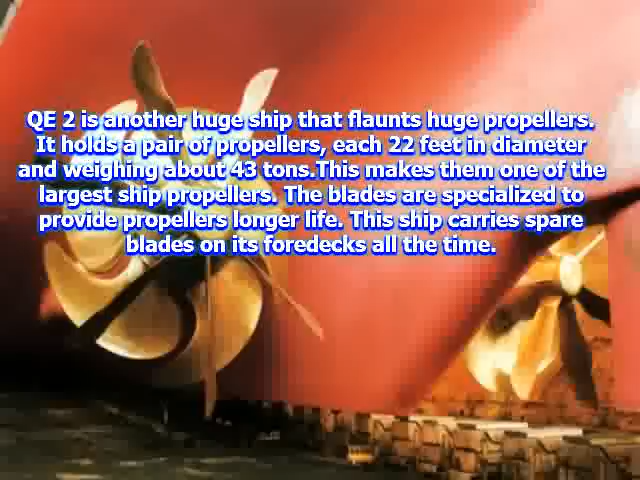 QE 2 is another huge ship that flaunts huge propellers.
It holds a pair of propellers, each 22 feet in diameter
and weighing about 43 tons.This makes them one of the
largest ship propellers. The blades are specialized to
provide propellers longer life. This ship carries spare
blades on its foredecks all the time.